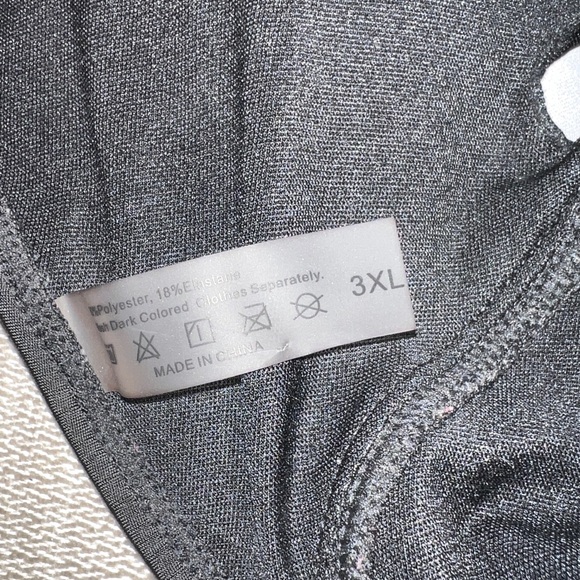 Polyester, 18%Elastane
Dark Colored Clothes Separately.
3XL
MADE IN CHINA